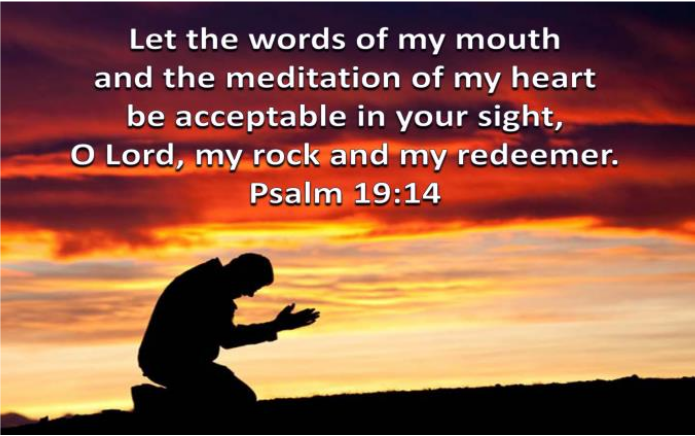 Let the words of my mouth
and the meditation of my heart
be acceptable in your sight,
O Lord, my rock and my redeemer.
Psalm 19:14